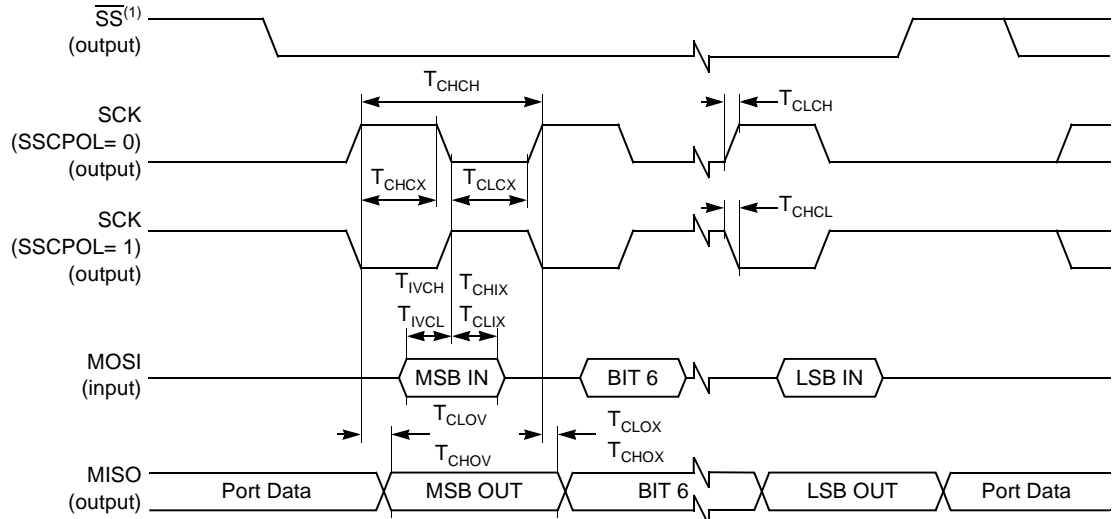 SS(1)
(output)
TCHCH
TCLCH
SCK
(SSCPOL= 0)
(output)
TCHCX
TCLCX
TCHCL
SCK
(SSCPOL= 1)
(output)
TIVCH
TCHIX
TIVCL
TCLIX
MOSI
(input)
MSB IN
BIT 6
LSB IN
TCLOV
TCLOX
TCHOV
TCHOX
MISO
(output)
Port Data
MSB OUT
BIT 6
LSB OUT
Port Data